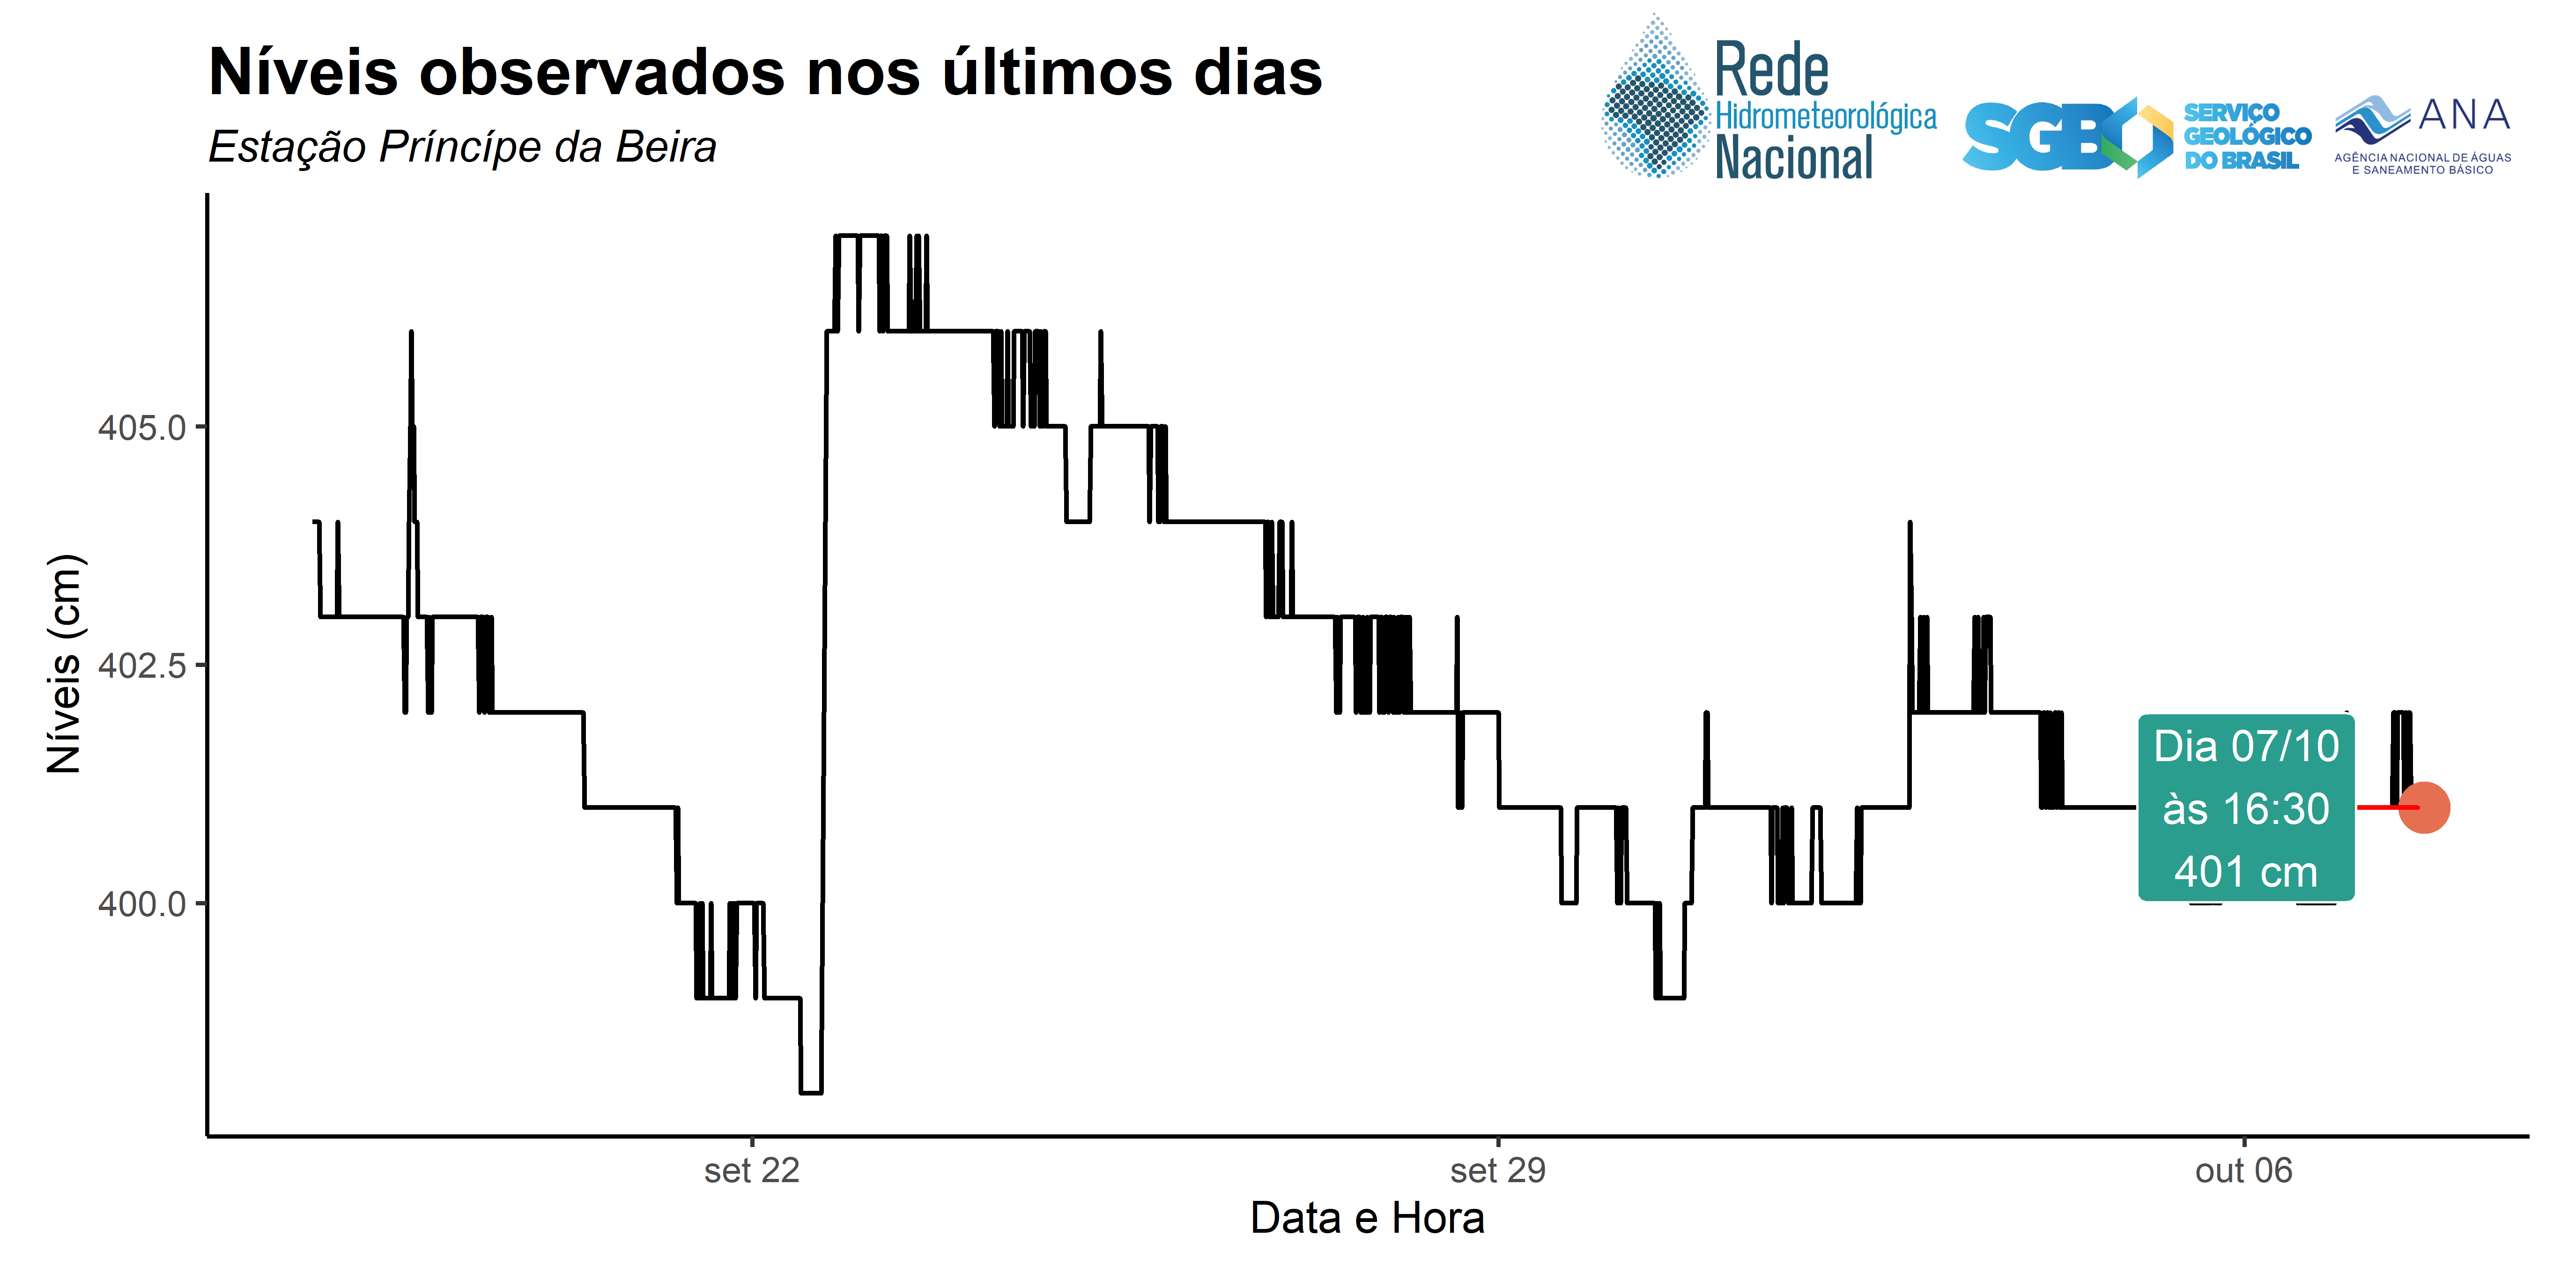 Níveis observados nos últimos dias
Estação Príncípe da Beira
Rede
Hidrometeorológica
Nacional
SGB
SERVIÇO
GEOLÓGICO
DO BRASIL
ANA
AGÊNCIA NACIONAL DE ÁGUAS
E SANEAMENTO BÁSICO
Níveis (cm)
405.0
402.5
400.0
Dia 07/10
às 16:30
401 cm
set 22
set 29
out 06
Data e Hora